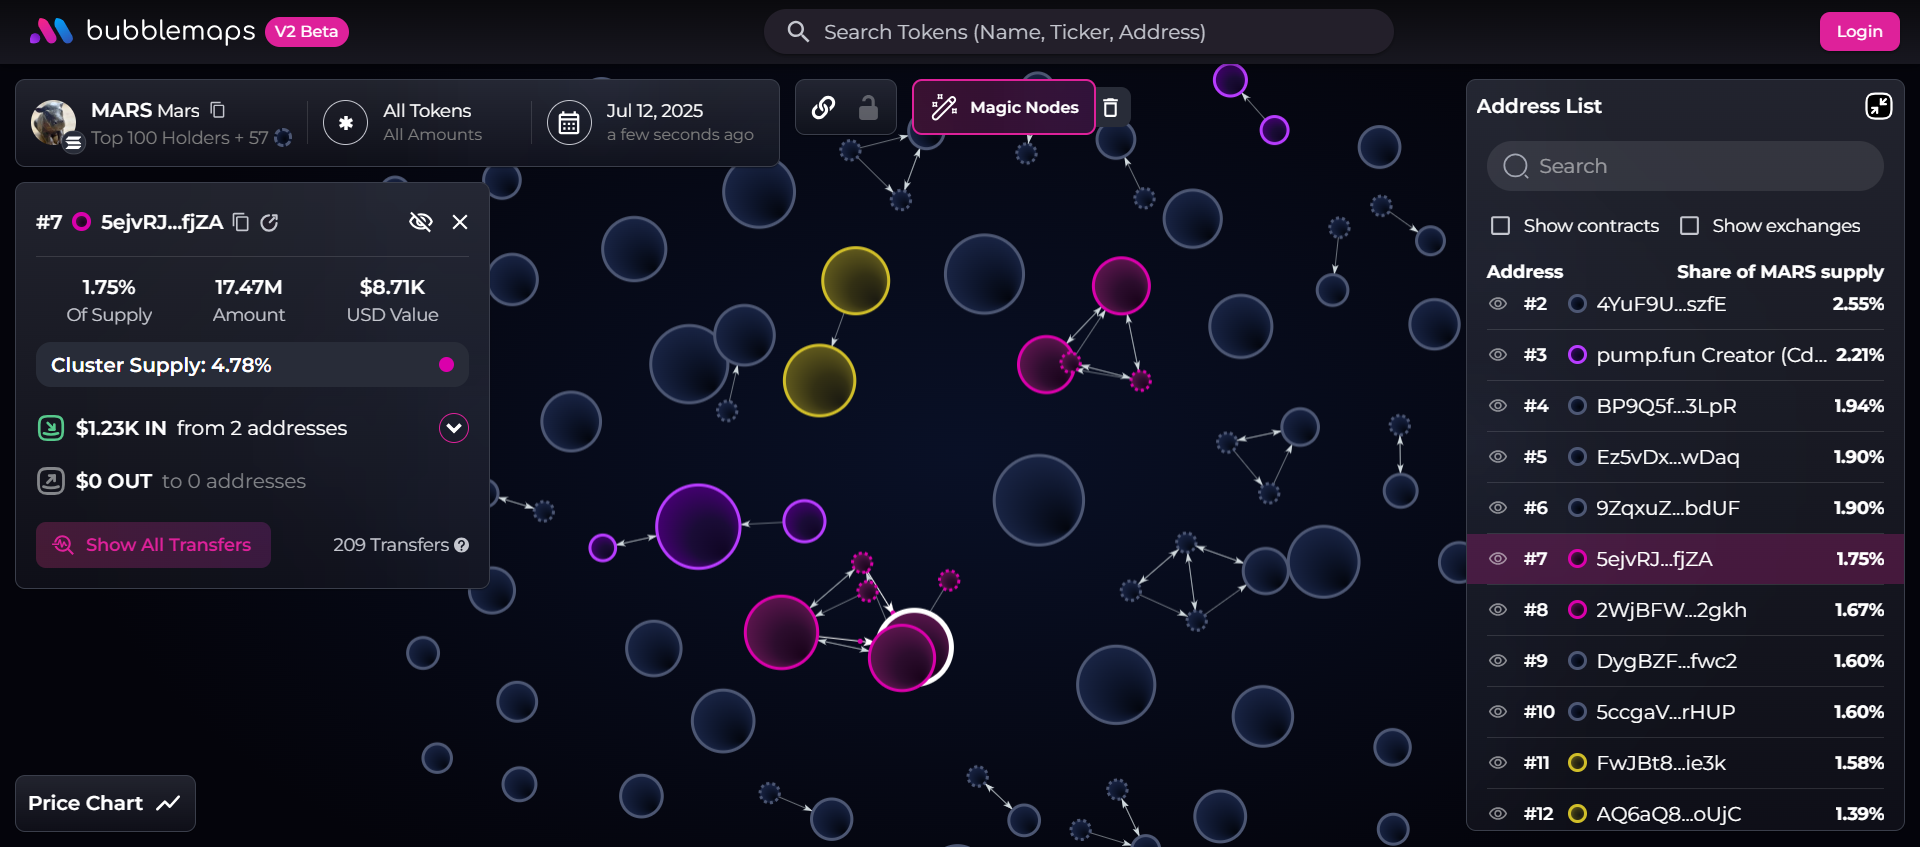 bubblemaps V2 Beta
Search Tokens (Name, Ticker, Address)
Login
MARS Mars
Top 100 Holders + 57
All Tokens
All Amounts
Jul 12, 2025
a few seconds ago
Magic Nodes
#7 5ejvRJ...fjZA
1.75% 17.47M $8.71K
Of Supply Amount USD Value
Cluster Supply: 4.78%
$1.23K IN from 2 addresses
$0 OUT to 0 addresses
Show All Transfers 209 Transfers ?
Price Chart
Address List
Search
Show contracts Show exchanges
Address Share of MARS supply
#2 4YuF9U...szfE 2.55%
#3 pump.fun Creator (Cd... 2.21%
#4 BP9Q5f...3LpR 1.94%
#5 Ez5vDx...wDaq 1.90%
#6 9ZqxuZ...bdUF 1.90%
#7 5ejvRJ...fjZA 1.75%
#8 2WjBFW...2gkh 1.67%
#9 DygBZF...fwc2 1.60%
#10 5ccgaV...rHUP 1.60%
#11 FwJBt8...ie3k 1.58%
#12 AQ6aQ8...oUjC 1.39%